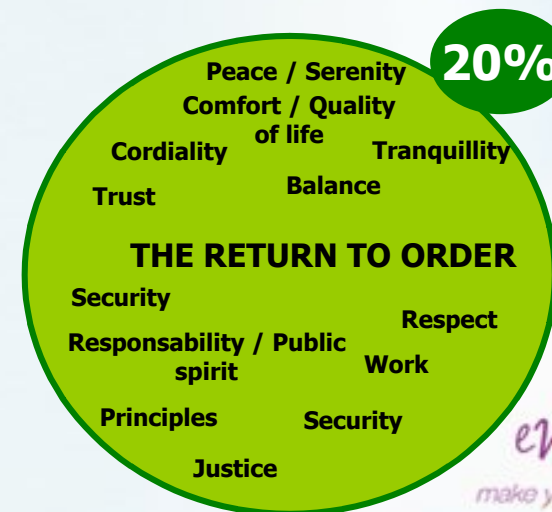 20%
Peace / Serenity
Comfort / Quality
of life
Cordiality
Tranquillity
Trust
Balance
THE RETURN TO ORDER
Security
Respect
Responsability / Public
spirit
Work
Principles
Security
Justice
make